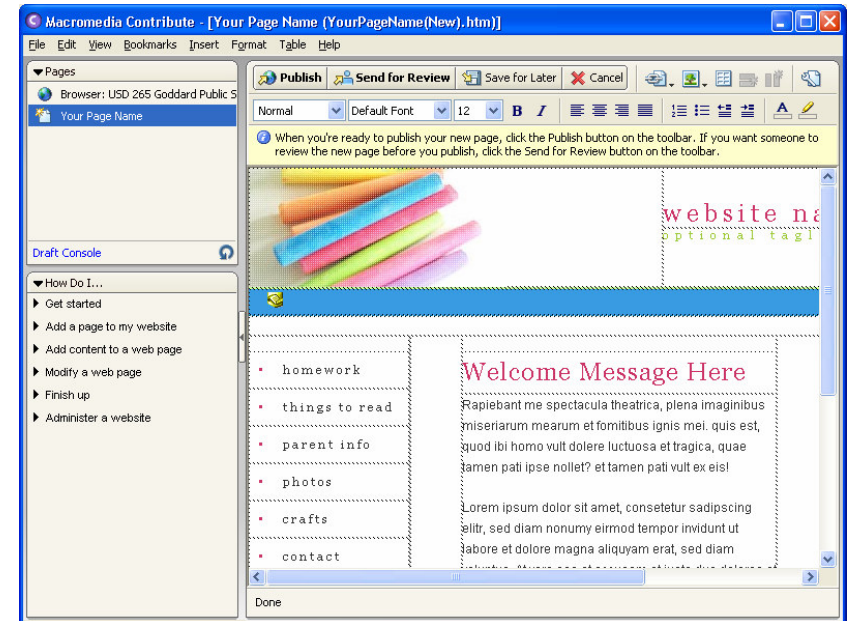 Macromedia Contribute - [Your Page Name (YourPageName(New).htm)]
File Edit View Bookmarks Insert Format Table Help
Pages
Browser: USD 265 Goddard Public S
Your Page Name
Draft Console
How Do I...
Get started
Add a page to my website
Add content to a web page
Modify a web page
Finish up
Administer a website
Publish Send for Review Save for Later Cancel
Normal Default Font 12 B I
When you're ready to publish your new page, click the Publish button on the toolbar. If you want someone to
review the new page before you publish, click the Send for Review button on the toolbar.
website na
optional tagl
homework
things to read
parent info
photos
crafts
contact
Welcome Message Here
Rapiebant me spectacula theatrica, plena imaginibus
miseriarum mearum et fomitibus ignis mei. quis est,
quod ibi homo vult dolere luctuosa et tragica, quae
tamen pati ipse nollet? et tamen pati vult ex eis!
Lorem ipsum dolor sit amet, consetetur sadipscing
elitr, sed diam nonumy eirmod tempor invidunt ut
labore et dolore magna aliquyam erat, sed diam
Done